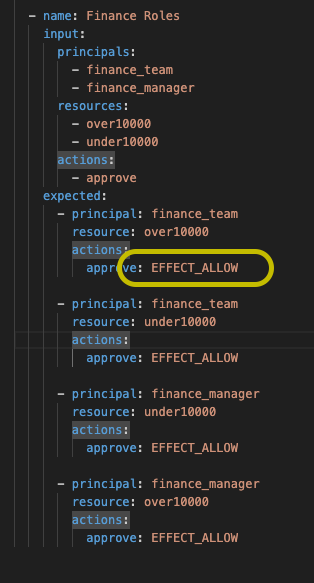 - name: Finance Roles
input:
principals:
- finance_team
- finance_manager
resources:
- over10000
- under10000
actions:
- approve
expected:
- principal: finance_team
resource: over10000
actions:
approve: EFFECT_ALLOW
- principal: finance_team
resource: under10000
actions:
approve: EFFECT_ALLOW
- principal: finance_manager
resource: under10000
actions:
approve: EFFECT_ALLOW
- principal: finance_manager
resource: over10000
actions:
approve: EFFECT_ALLOW